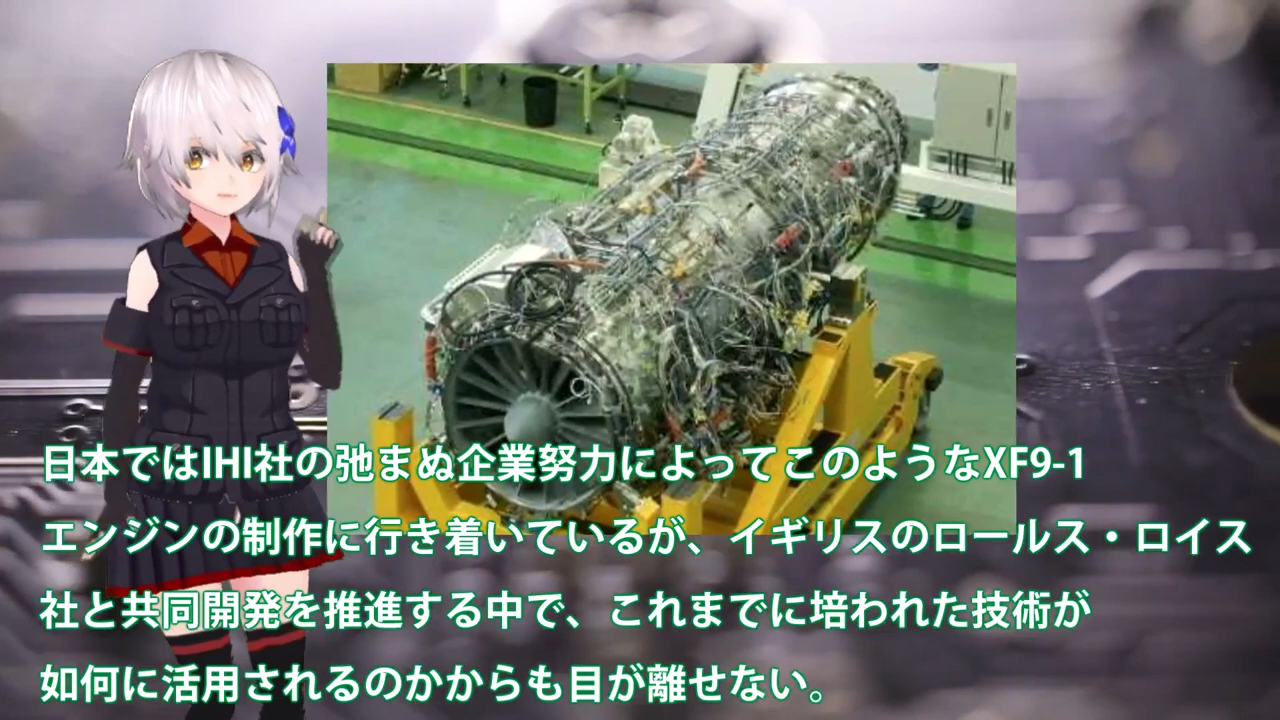 日本ではIHI社の弛まぬ企業努力によってこのようなXF9-1
エンジンの制作に行き着いているが、イギリスのロールス・ロイス
社と共同開発を推進する中で、これまでに培われた技術が
如何に活用されるのかからも目が離せない。